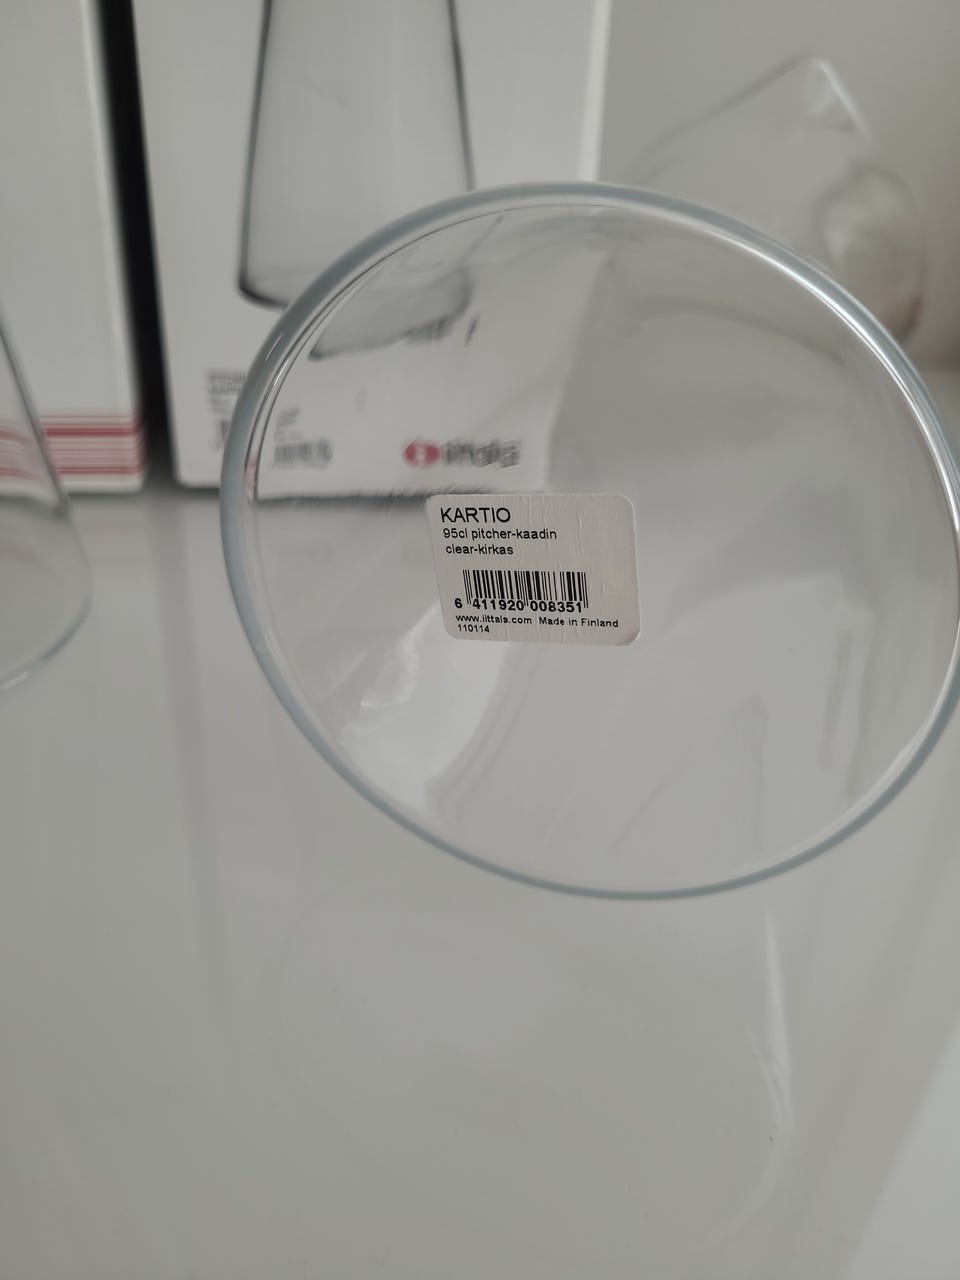 iittala
KARTIO
95cl pitcher-kaadin
clear-kirkas
6 411920 008351
www.iittala.com Made in Finland
110114